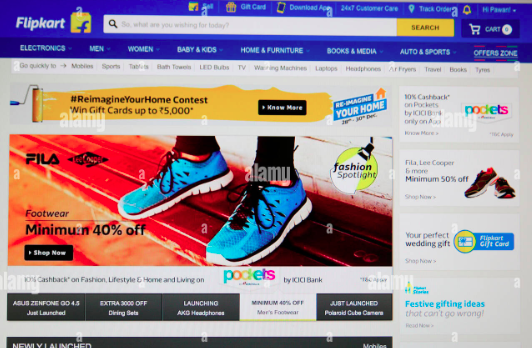 Sell Gift Card Download App 24x7 Customer Care Track Order Hi Pawan!
Flipkart
So, what are you wishing for today?
SEARCH
CART 0
ELECTRONICS MEN WOMEN BABY & KIDS HOME & FURNITURE BOOKS & MEDIA AUTO & SPORTS OFFERS ZONE
Go quickly to → Mobiles Sports Tablets Bath Towels LED Bulbs TV Washing Machines Laptops Headphones Air Fryers Travel Books Tyres
#ReimagineYourHome Contest
Win Gift Cards up to ₹5,000*
Know More
RE-IMAGINE
YOUR HOME
28th - 30th Dec.
10% Cashback*
on Pockets
by ICICI Bank
only on App
pockets
Know More >
*T&C Apply
FILA
fashion
Spotlight
Footwear
Minimum 40% off
Shop Now
Fila, Lee Cooper
& more
Minimum 50% off
Shop Now >
Your perfect
wedding gift
Flipkart
Gift Card
Shop Now >
10% Cashback* on Fashion, Lifestyle & Home and Living on pockets by ICICI Bank *T&C Apply
Festive gifting ideas
that can't go wrong!
Read Now >
ASUS ZENFONE GO 4.5
Just Launched
EXTRA 3000 OFF
Dining Sets
LAUNCHING
AKG Headphones
MINIMUM 40% OFF
Men's Footwear
JUST LAUNCHED
Polaroid Cube Camera
NEWLY LAUNCHED
Mobiles
alamy